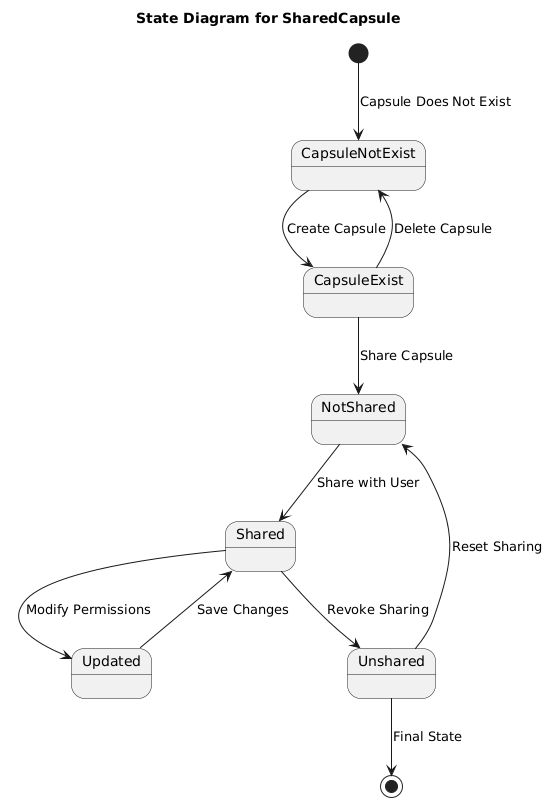 State Diagram for SharedCapsule
Capsule Does Not Exist
CapsuleNotExist
Create Capsule
Delete Capsule
CapsuleExist
Share Capsule
NotShared
Share with User
Shared
Reset Sharing
Modify Permissions
Save Changes
Revoke Sharing
Updated
Unshared
Final State